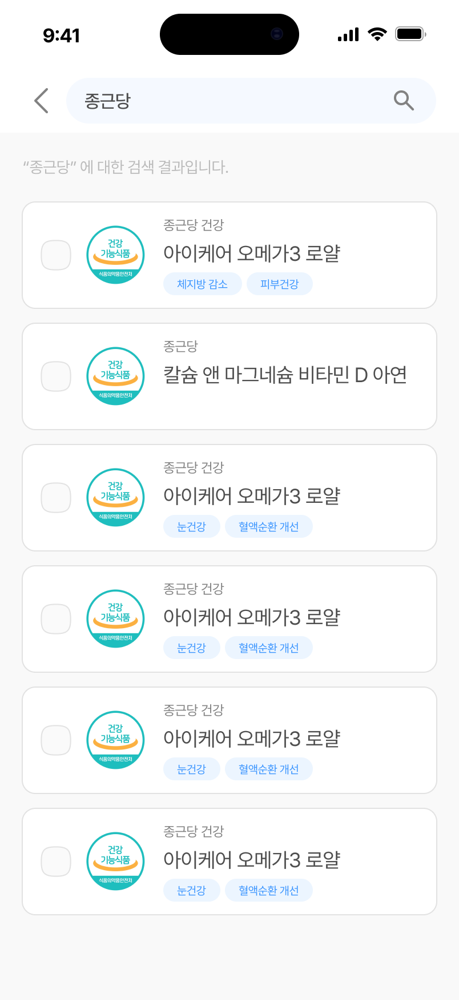 9:41
종근당
“종근당” 에 대한 검색 결과입니다.
건강
기능식품
식품의약품안전처
종근당 건강
아이케어 오메가3 로얄
체지방 감소 피부건강
건강
기능식품
식품의약품안전처
종근당
칼슘 앤 마그네슘 비타민 D 아연
건강
기능식품
식품의약품안전처
종근당 건강
아이케어 오메가3 로얄
눈건강 혈액순환 개선
건강
기능식품
식품의약품안전처
종근당 건강
아이케어 오메가3 로얄
눈건강 혈액순환 개선
건강
기능식품
식품의약품안전처
종근당 건강
아이케어 오메가3 로얄
눈건강 혈액순환 개선
건강
기능식품
식품의약품안전처
종근당 건강
아이케어 오메가3 로얄
눈건강 혈액순환 개선